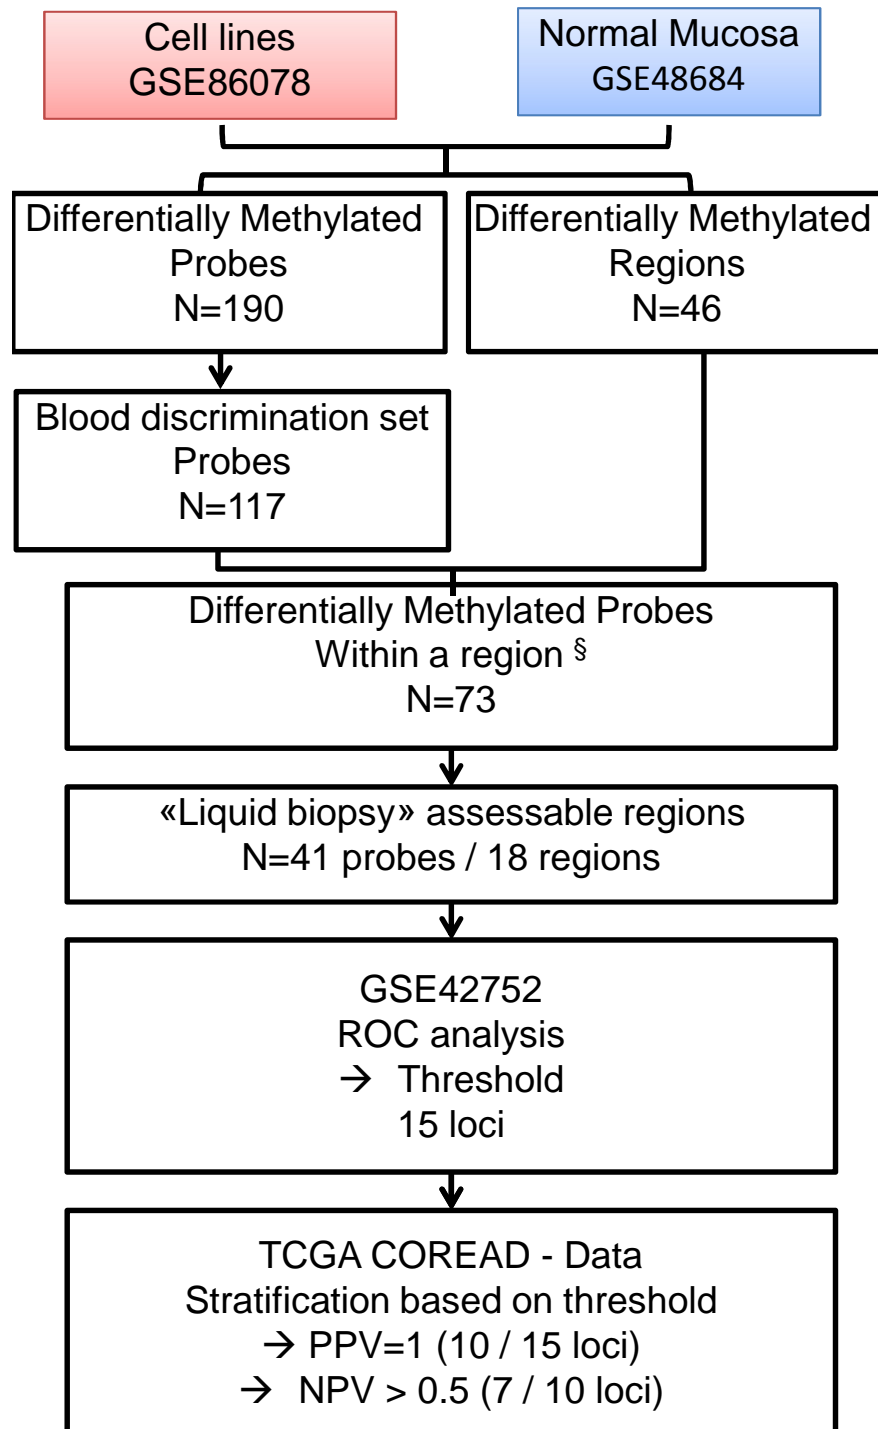 Cell lines
GSE86078
Normal Mucosa
GSE48684
Differentially Methylated
Probes
N=190
Differentially Methylated
Regions
N=46
Blood discrimination set
Probes
N=117
Differentially Methylated Probes
Within a region §
N=73
«Liquid biopsy» assessable regions
N=41 probes / 18 regions
GSE42752
ROC analysis
→ Threshold
15 loci
TCGA COREAD - Data
Stratification based on threshold
→ PPV=1 (10 / 15 loci)
→ NPV > 0.5 (7 / 10 loci)